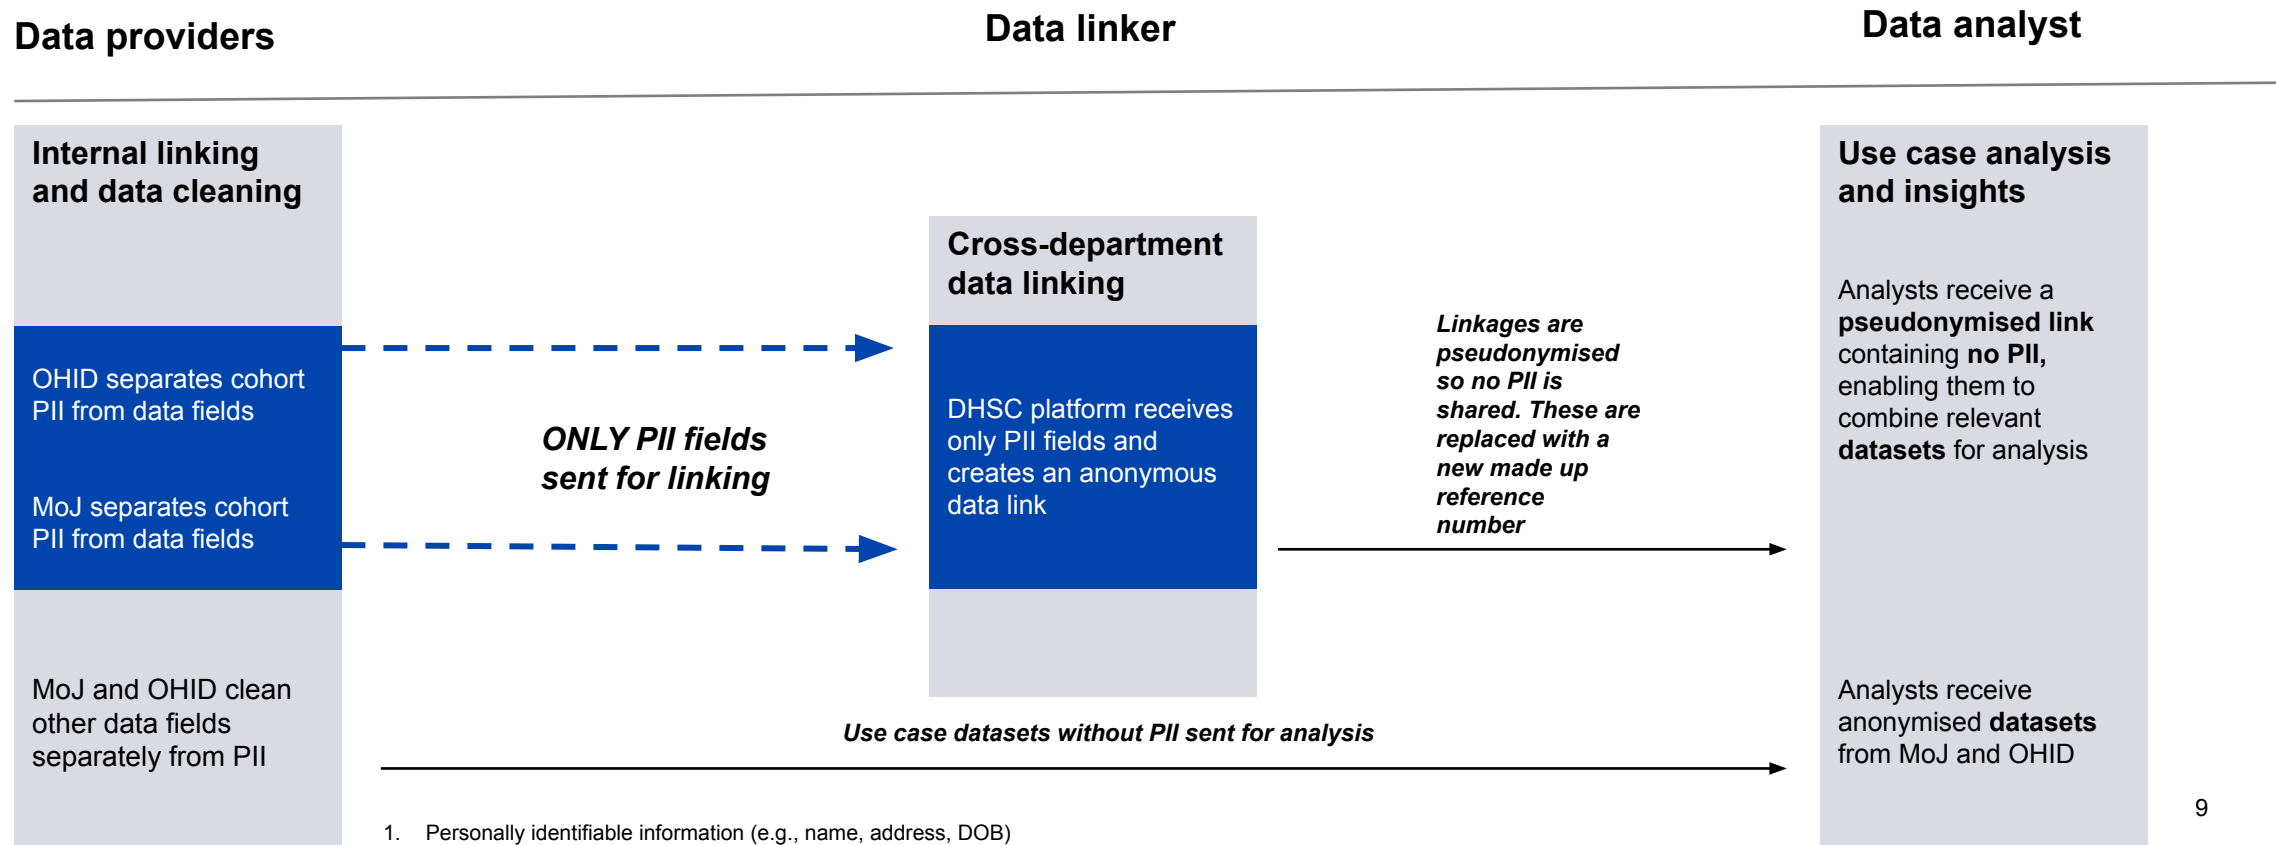 Data providers
Data linker
Data analyst
Internal linking
and data cleaning
OHID separates cohort
PII from data fields
MoJ separates cohort
PII from data fields
MoJ and OHID clean
other data fields
separately from PII
ONLY PII fields
sent for linking
Cross-department
data linking
DHSC platform receives
only PII fields and
creates an anonymous
data link
Linkages are
pseudonymised
so no PII is
shared. These are
replaced with a
new made up
reference
number
Use case datasets without PII sent for analysis
Use case analysis
and insights
Analysts receive a
pseudonymised link
containing no PII,
enabling them to
combine relevant
datasets for analysis
Analysts receive
anonymised datasets
from MoJ and OHID
1. Personally identifiable information (e.g., name, address, DOB)
9